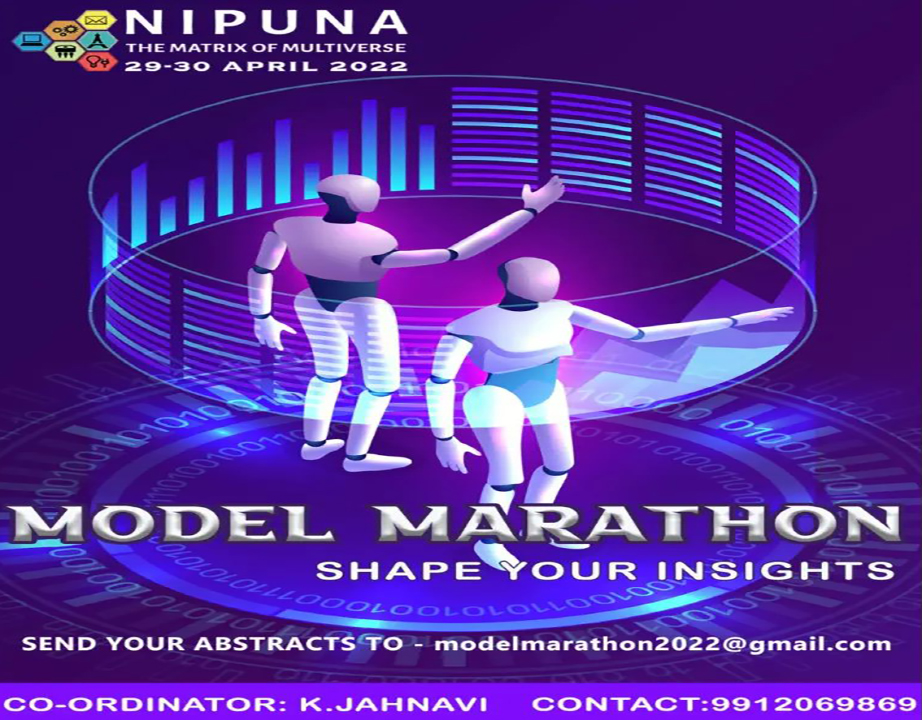 NIPUNA
THE MATRIX OF MULTIVERSE
29-30 APRIL 2022
MODEL MARATHON
SHAPE YOUR INSIGHTS
SEND YOUR ABSTRACTS TO - modelmarathon2022@gmail.com
CO-ORDINATOR: K.JAHNAVI CONTACT:9912069869